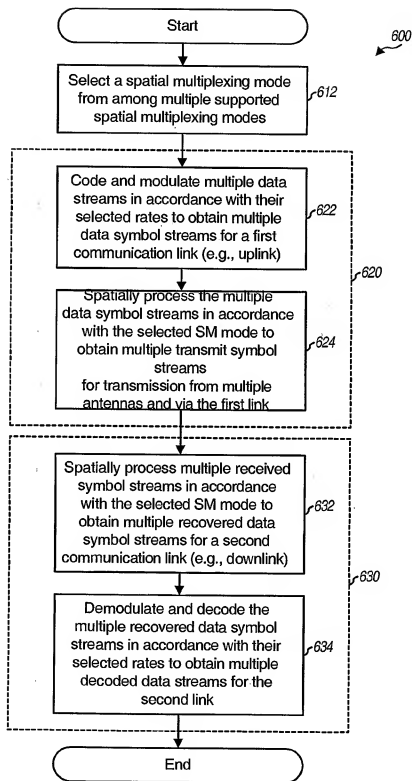 Start
600
Select a spatial multiplexing mode
from among multiple supported
spatial multiplexing modes
612
Code and modulate multiple data
streams in accordance with their
selected rates to obtain multiple
data symbol streams for a first
communication link (e.g., uplink)
622
620
Spatially process the multiple
data symbol streams in accordance
with the selected SM mode to
obtain multiple transmit symbol
streams
for transmission from multiple
antennas and via the first link
624
Spatially process multiple received
symbol streams in accordance
with the selected SM mode to
obtain multiple recovered data
symbol streams for a second
communication link (e.g., downlink)
632
630
Demodulate and decode the
multiple recovered data symbol
streams in accordance with their
selected rates to obtain multiple
decoded data streams for the
second link
634
End